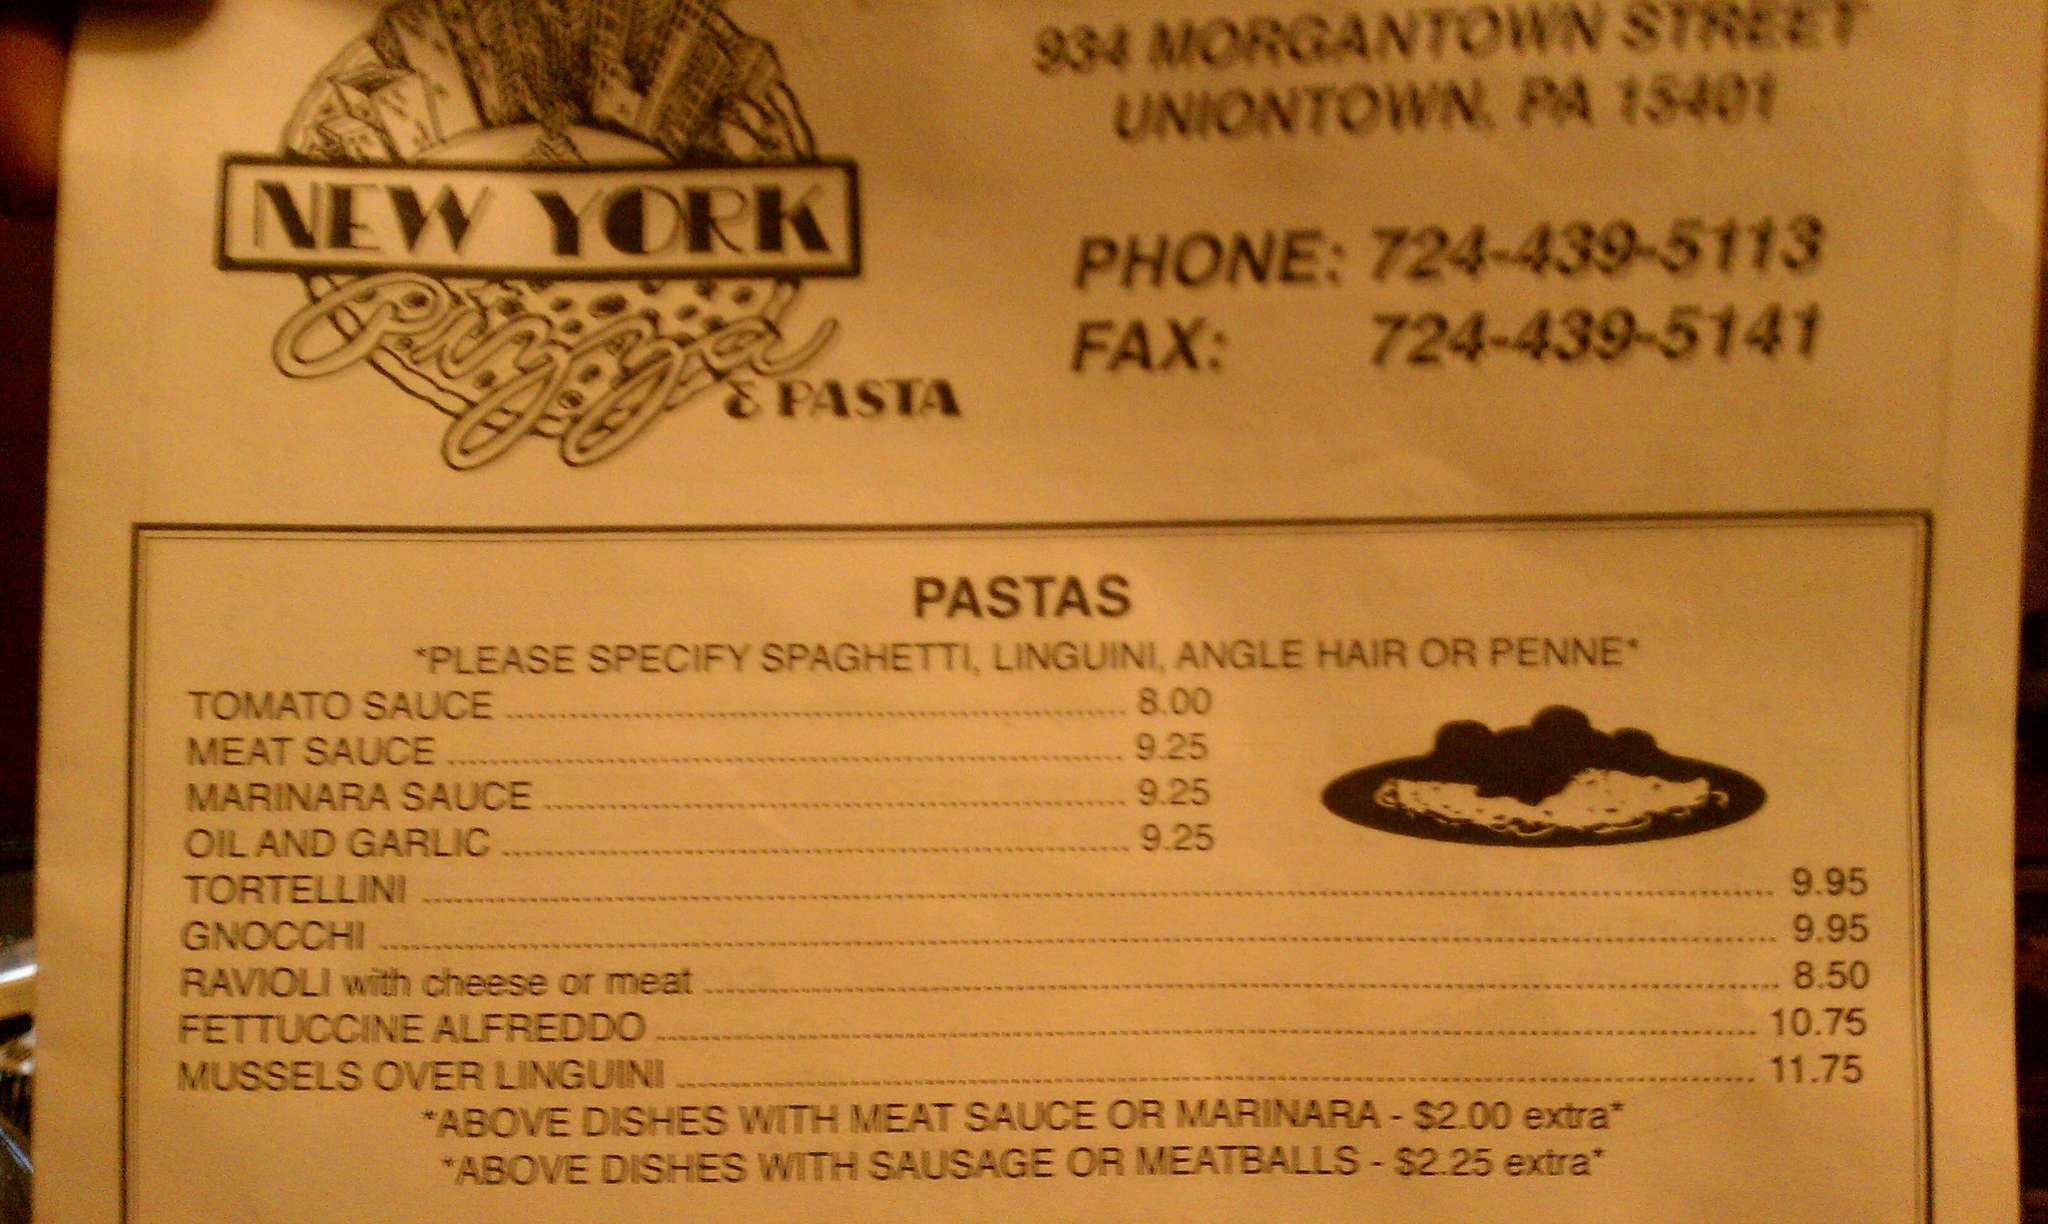 NEW YORK
Pizza
& PASTA
934 MORGANTOWN STREET
UNIONTOWN, PA 15401
PHONE: 724-439-5113
FAX: 724-439-5141
PASTAS
*PLEASE SPECIFY SPAGHETTI, LINGUINI, ANGLE HAIR OR PENNE*
TOMATO SAUCE 8.00
MEAT SAUCE 9.25
MARINARA SAUCE 9.25
OIL AND GARLIC 9.25
TORTELLINI 9.95
GNOCCHI 9.95
RAVIOLI with cheese or meat 8.50
FETTUCCINE ALFREDDO 10.75
MUSSELS OVER LINGUINI 11.75
*ABOVE DISHES WITH MEAT SAUCE OR MARINARA - $2.00 extra*
*ABOVE DISHES WITH SAUSAGE OR MEATBALLS - $2.25 extra*